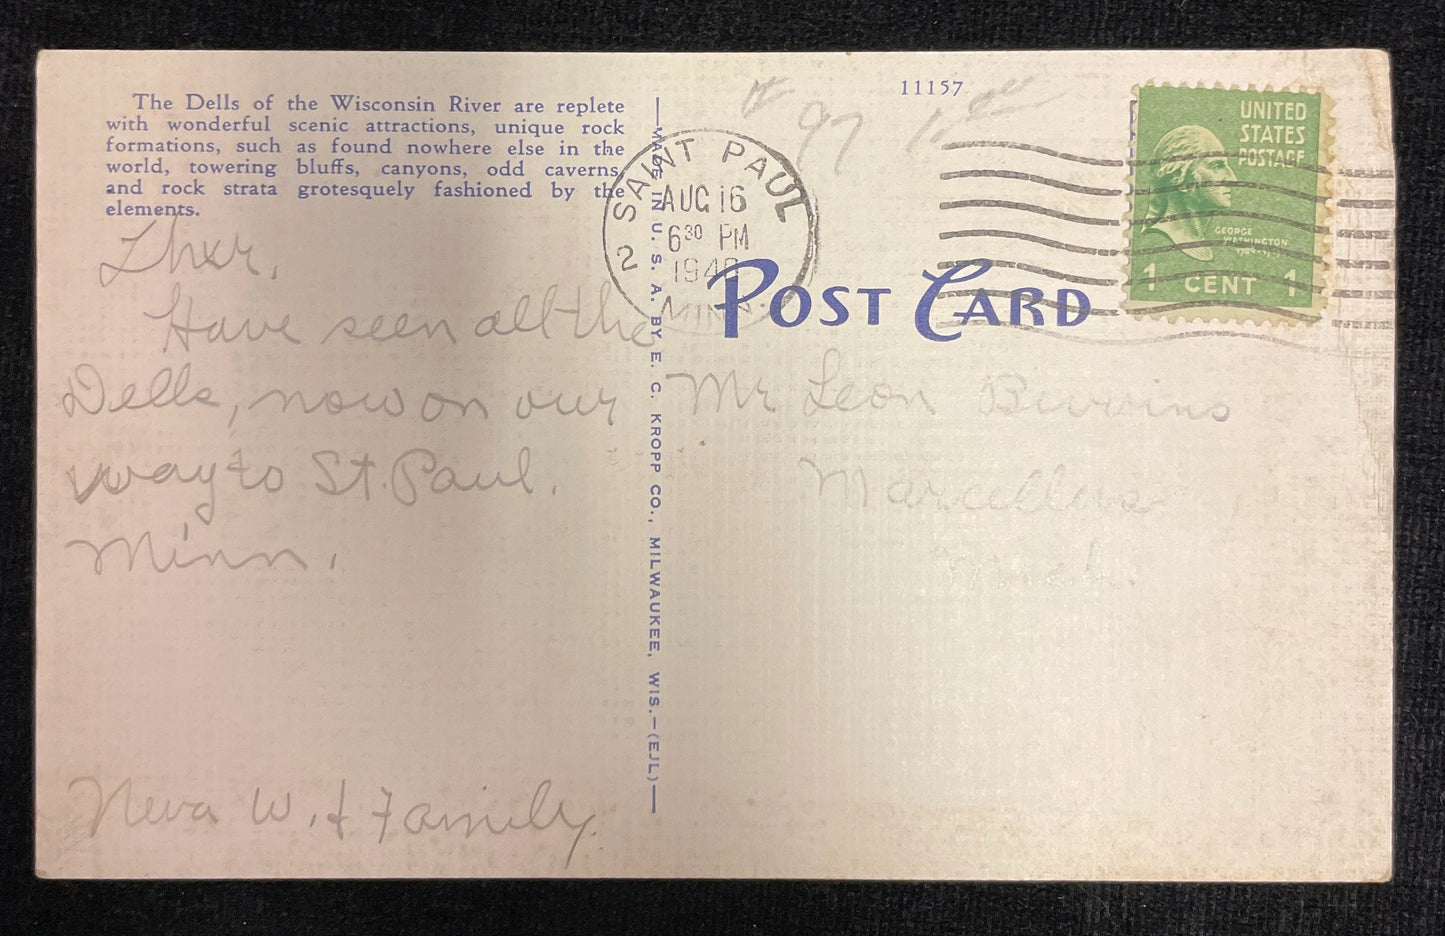 The Dells of the Wisconsin River are replete
with wonderful scenic attractions, unique rock
formations, such as found nowhere else in the
world, towering bluffs, canyons, odd caverns,
and rock strata grotesquely fashioned by the
elements.
Have seen all the
Dells, now on our
way to St. Paul.
Minn.
Neva W. & Family.
MADE IN U. S. A. BY E. C. KROPP CO., MILWAUKEE, WIS.—(EJL)
# 97
11157
SAINT PAUL
AUG 16
6 30 PM
2
MINN.
UNITED
STATES
POSTAGE
GEORGE
WASHINGTON
1 CENT 1
POST CARD
Mr Leon
Marcellus
Mich.